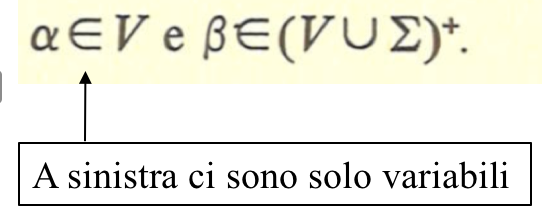 α∈V e β∈(V∪Σ)⁺.
A sinistra ci sono solo variabili